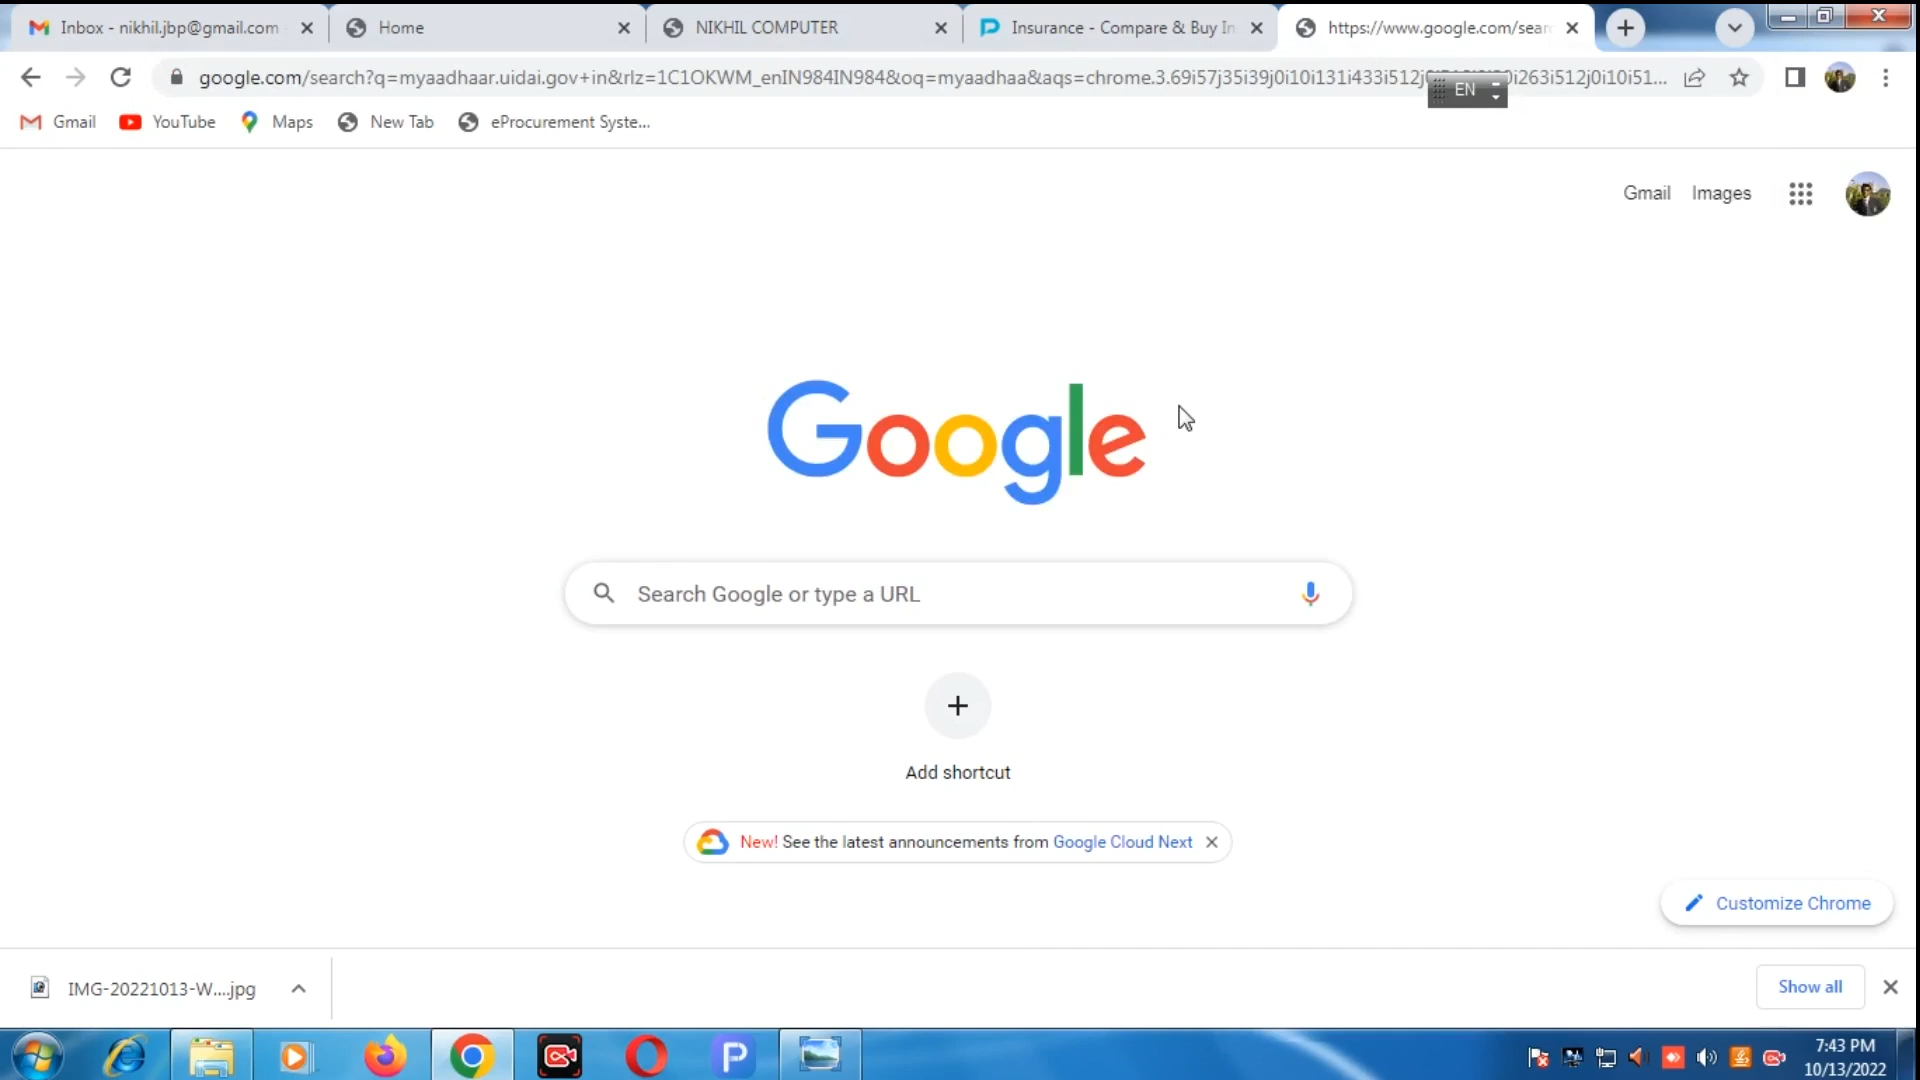 Inbox - nikhil.jbp@gmail.com
Home
NIKHIL COMPUTER
Insurance - Compare & Buy In
https://www.google.com/sear
google.com/search?q=myaadhaar.uidai.gov+in&rlz=1C1OKWM_enIN984IN984&oq=myaadhaa&aqs=chrome.3.69i57j35i39j0i10i131i433i512j
EN
Gmail
YouTube
Maps
New Tab
eProcurement Syste...
Gmail
Images
Google
Search Google or type a URL
Add shortcut
New! See the latest announcements from Google Cloud Next
Customize Chrome
IMG-20221013-W....jpg
Show all
7:43 PM
10/13/2022